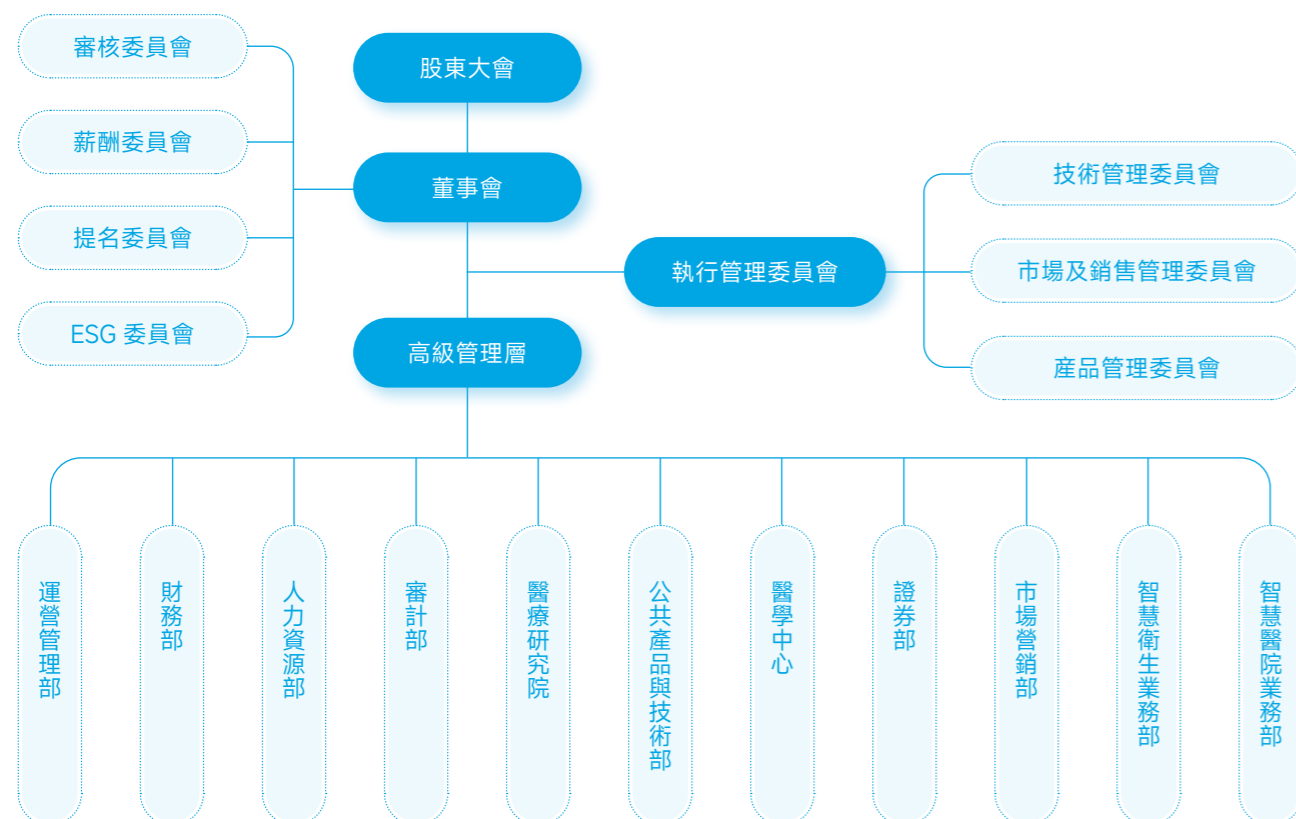 審核委員會
薪酬委員會
提名委員會
ESG 委員會
股東大會
董事會
執行管理委員會
高級管理層
技術管理委員會
市場及銷售管理委員會
産品管理委員會
運營管理部
財務部
人力資源部
審計部
醫療研究院
公共產品與技術部
醫學中心
證券部
市場營銷部
智慧衛生業務部
智慧醫院業務部